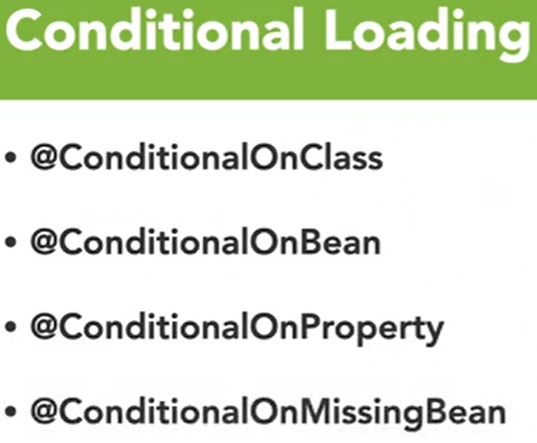 Conditional Loading
• @ConditionalOnClass
• @ConditionalOnBean
• @ConditionalOnProperty
• @ConditionalOnMissingBean